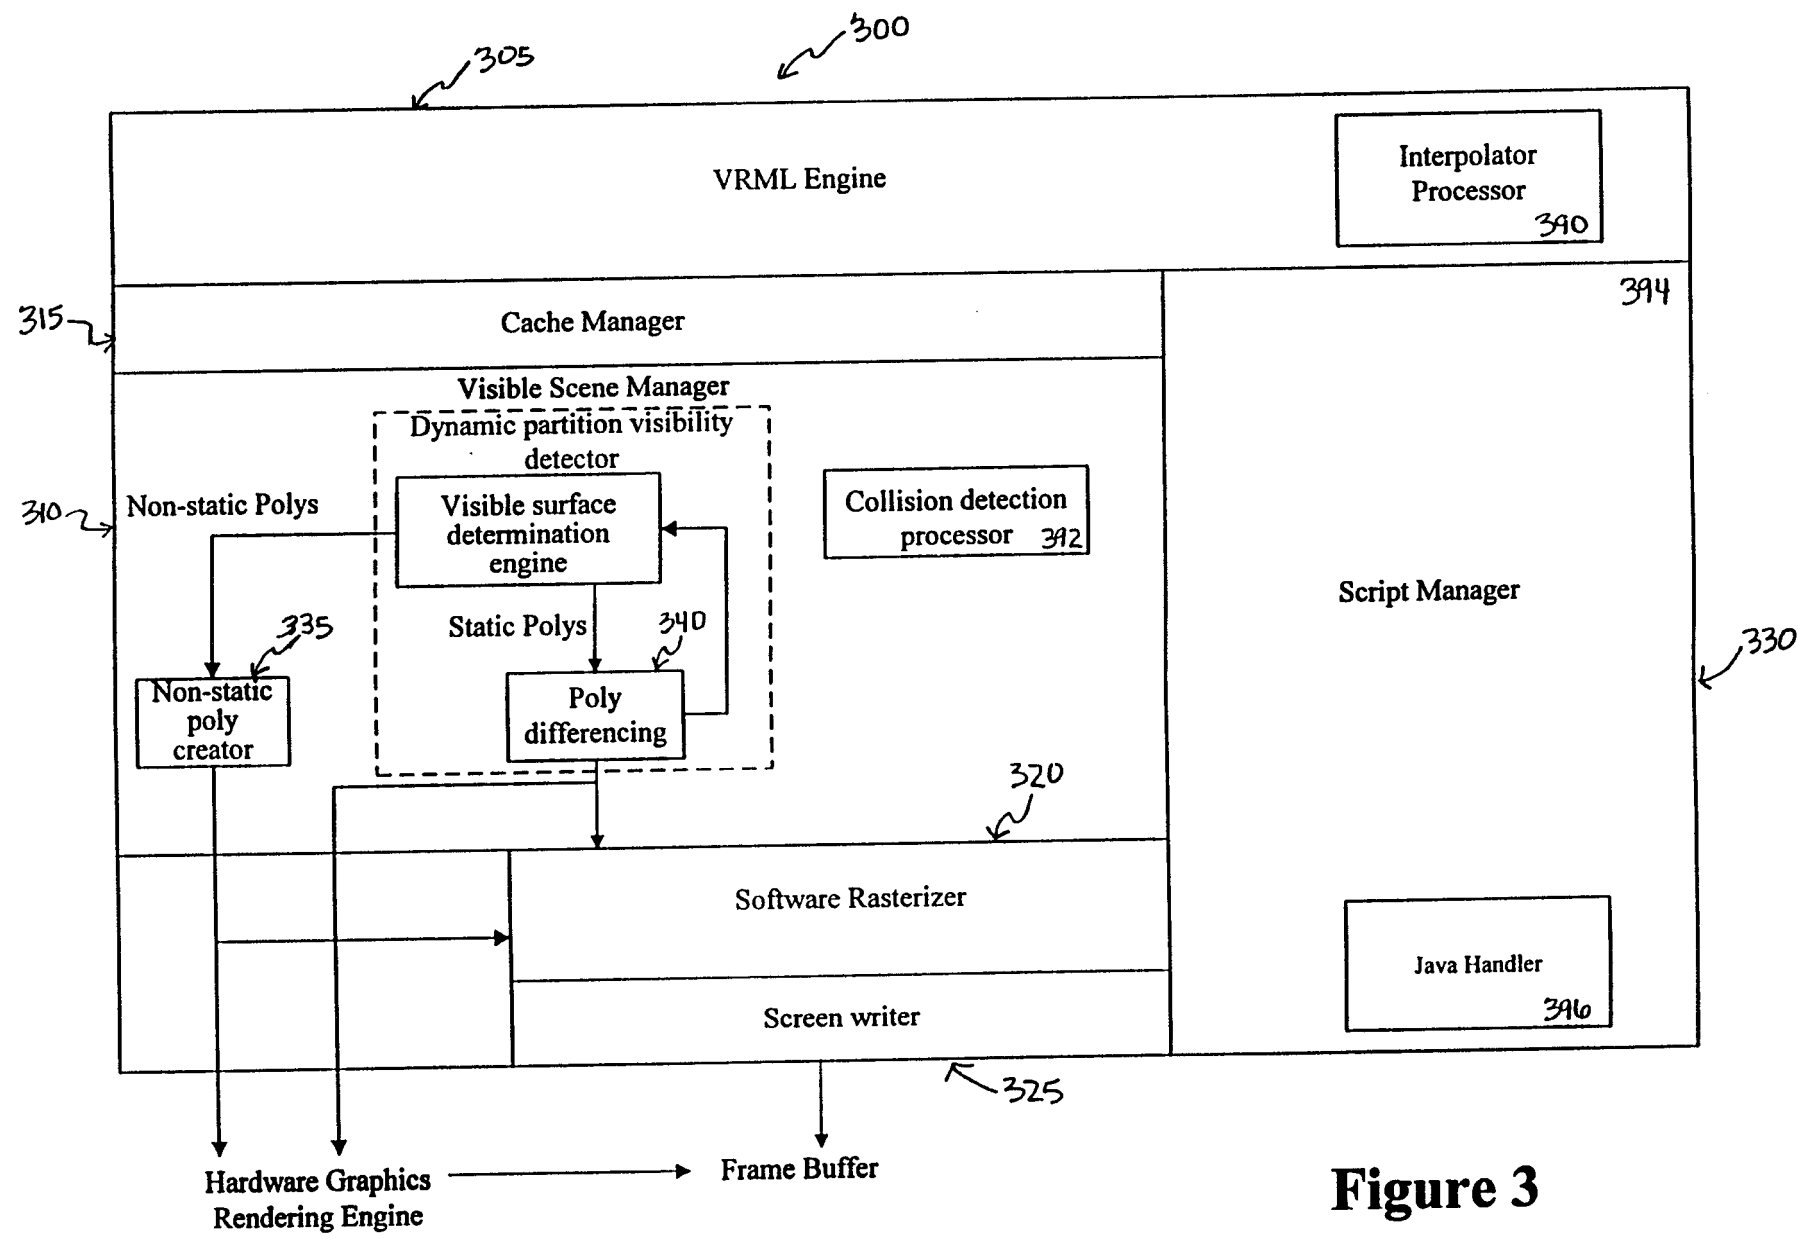 300
305
VRML Engine
Interpolator
Processor
390
394
315
Cache Manager
Visible Scene Manager
Dynamic partition visibility
detector
310
Non-static Polys
Visible surface
determination
engine
Collision detection
processor 392
Script Manager
335
Static Polys
340
330
Non-static
poly
creator
Poly
differencing
320
Software Rasterizer
Java Handler
396
Screen writer
325
Hardware Graphics
Rendering Engine
Frame Buffer
Figure 3